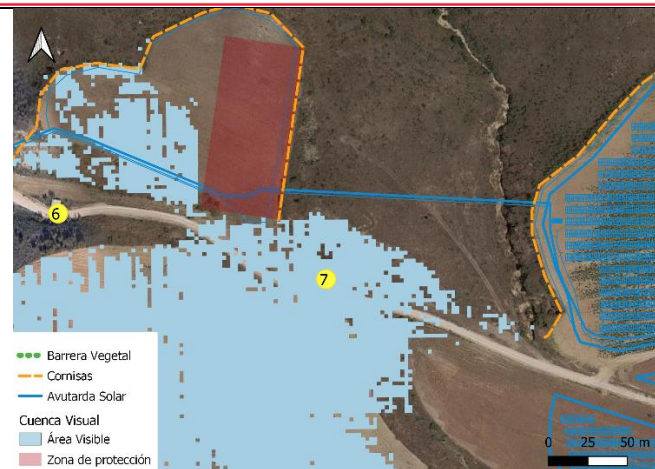 6
7
Barrera Vegetal
Cornisas
Avutarda Solar
Cuenca Visual
Área Visible
Zona de protección
0 25 50 m